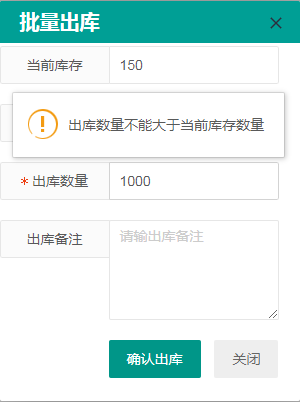 批量出库
当前库存 150
出库数量不能大于当前库存数量
* 出库数量 1000
出库备注 请输出库备注
确认出库 关闭